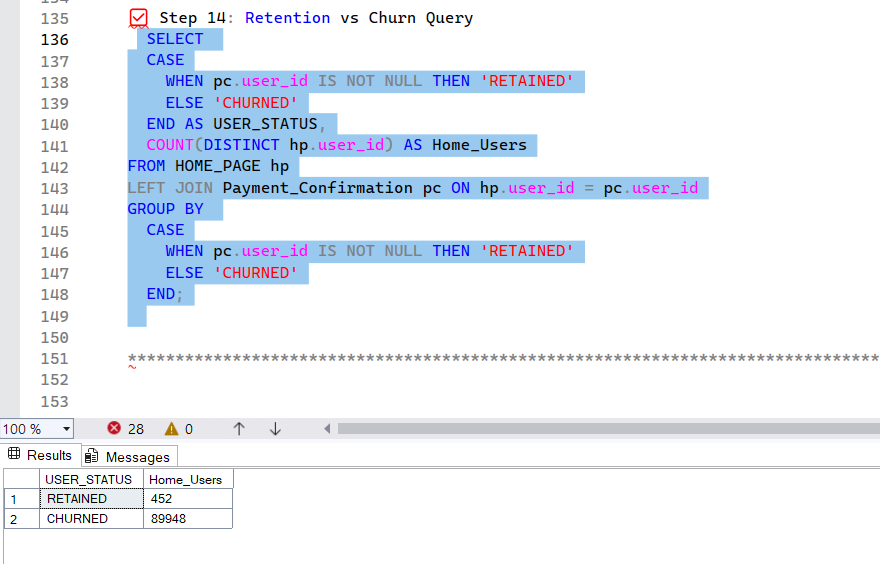 134
135 Step 14: Retention vs Churn Query
136 SELECT
137 CASE
138 WHEN pc.user_id IS NOT NULL THEN 'RETAINED'
139 ELSE 'CHURNED'
140 END AS USER_STATUS,
141 COUNT(DISTINCT hp.user_id) AS Home_Users
142 FROM HOME_PAGE hp
143 LEFT JOIN Payment_Confirmation pc ON hp.user_id = pc.user_id
144 GROUP BY
145 CASE
146 WHEN pc.user_id IS NOT NULL THEN 'RETAINED'
147 ELSE 'CHURNED'
148 END;
149
150
151 *******************************************************************************
152
153
100 % 28 0
Results Messages
USER_STATUS Home_Users
1 RETAINED 452
2 CHURNED 89948